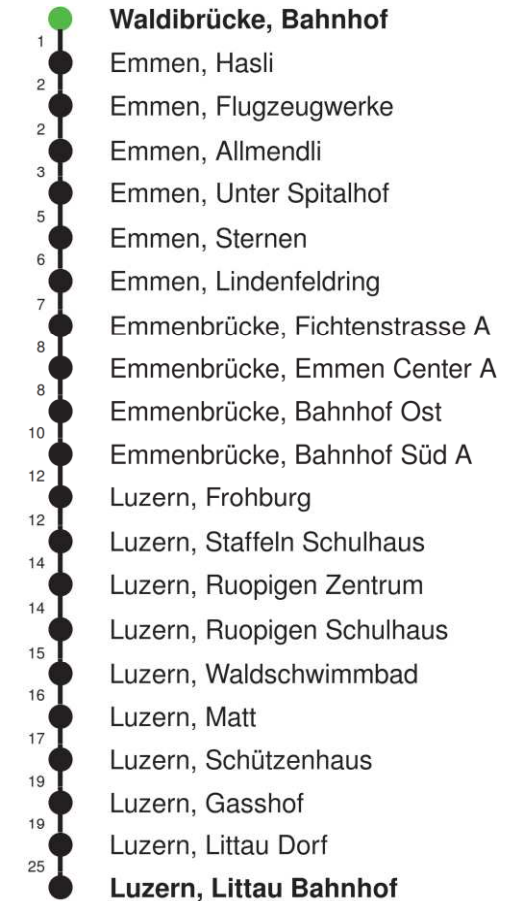 Waldibrücke, Bahnhof
1
Emmen, Hasli
2
Emmen, Flugzeugwerke
2
Emmen, Allmendli
3
Emmen, Unter Spitalhof
5
Emmen, Sternen
6
Emmen, Lindenfeldring
7
Emmenbrücke, Fichtenstrasse A
8
Emmenbrücke, Emmen Center A
8
Emmenbrücke, Bahnhof Ost
10
Emmenbrücke, Bahnhof Süd A
12
Luzern, Frohburg
12
Luzern, Staffeln Schulhaus
14
Luzern, Ruopigen Zentrum
14
Luzern, Ruopigen Schulhaus
15
Luzern, Waldschwimmbad
16
Luzern, Matt
17
Luzern, Schützenhaus
19
Luzern, Gasshof
19
Luzern, Littau Dorf
25
Luzern, Littau Bahnhof